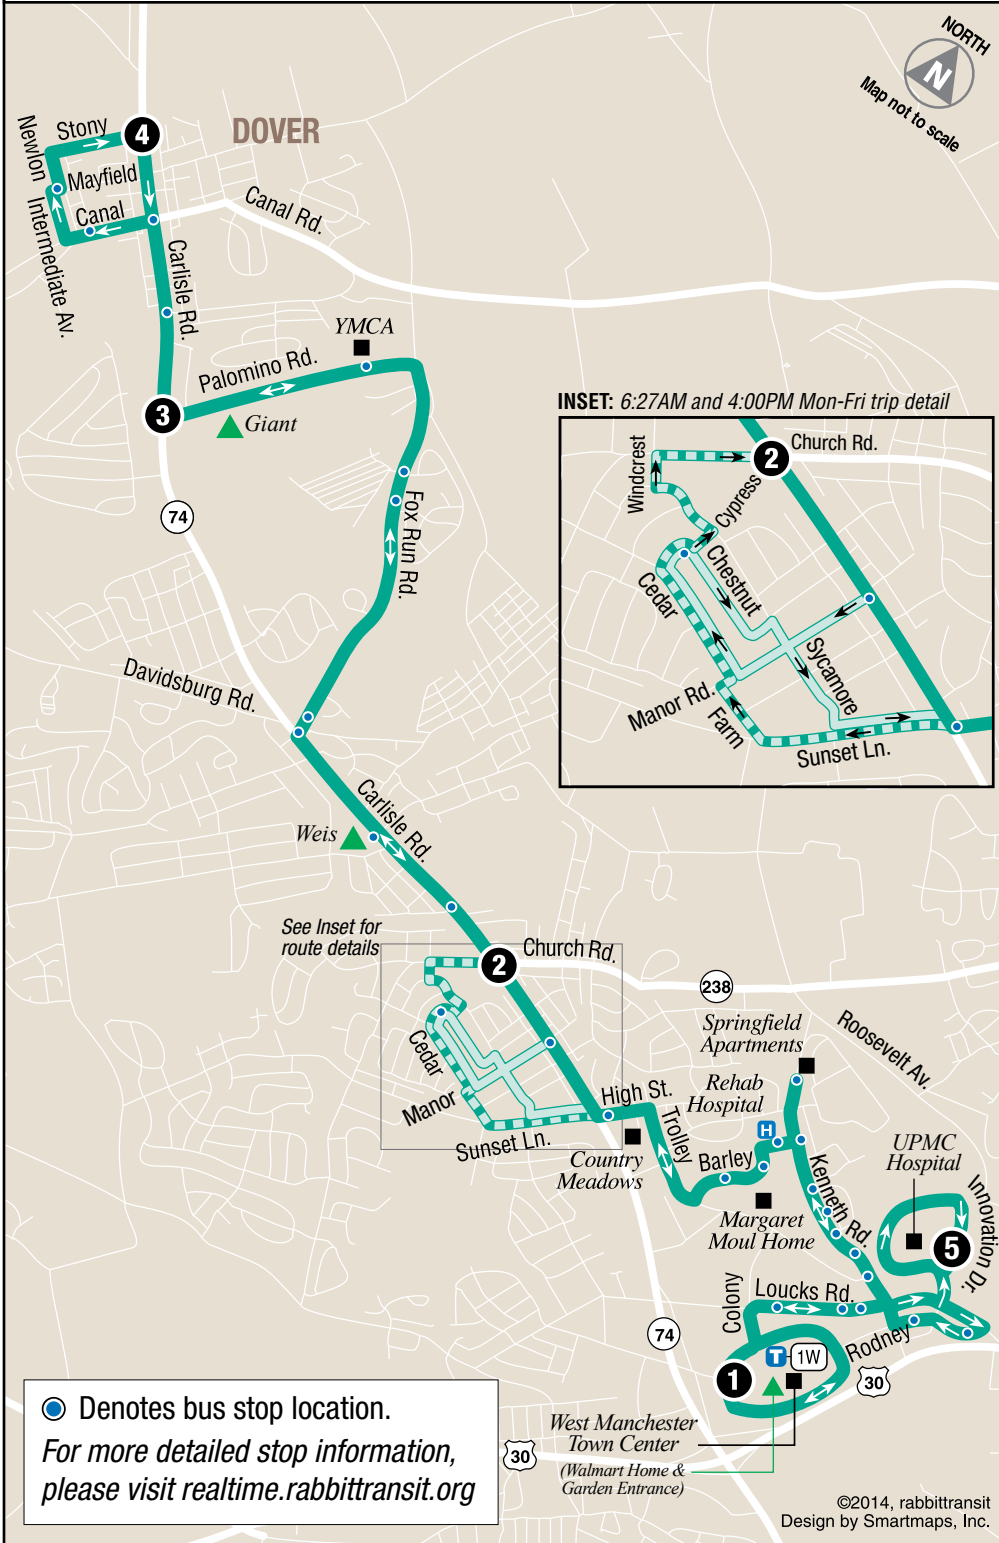 NORTH
N
Map not to scale
DOVER
4
Stony
Newlon
Mayfield
Canal
Intermediate Av.
Canal Rd.
Carlisle Rd.
YMCA
Palomino Rd.
3
Giant
74
Fox Run Rd.
Davidsburg Rd.
INSET: 6:27AM and 4:00PM Mon-Fri trip detail
Church Rd.
2
Windcrest
Cypress
Chestnut
Cedar
Sycamore
Manor Rd.
Farm
Sunset Ln.
Carlisle Rd.
Weis
See Inset for
route details
2
Church Rd.
238
Cedar
Manor
Sunset Ln.
High St.
Trolley
Country
Meadows
Springfield
Apartments
Roosevelt Av.
Rehab
Hospital
H
Barley
Margaret
Moul Home
Kenneth Rd.
UPMC
Hospital
Innovation Dr.
5
Colony
Loucks Rd.
Rodney
74
T
1W
1
30
West Manchester
Town Center
(Walmart Home &
Garden Entrance)
30
Denotes bus stop location.
For more detailed stop information,
please visit realtime.rabbittransit.org
©2014, rabbittransit
Design by Smartmaps, Inc.